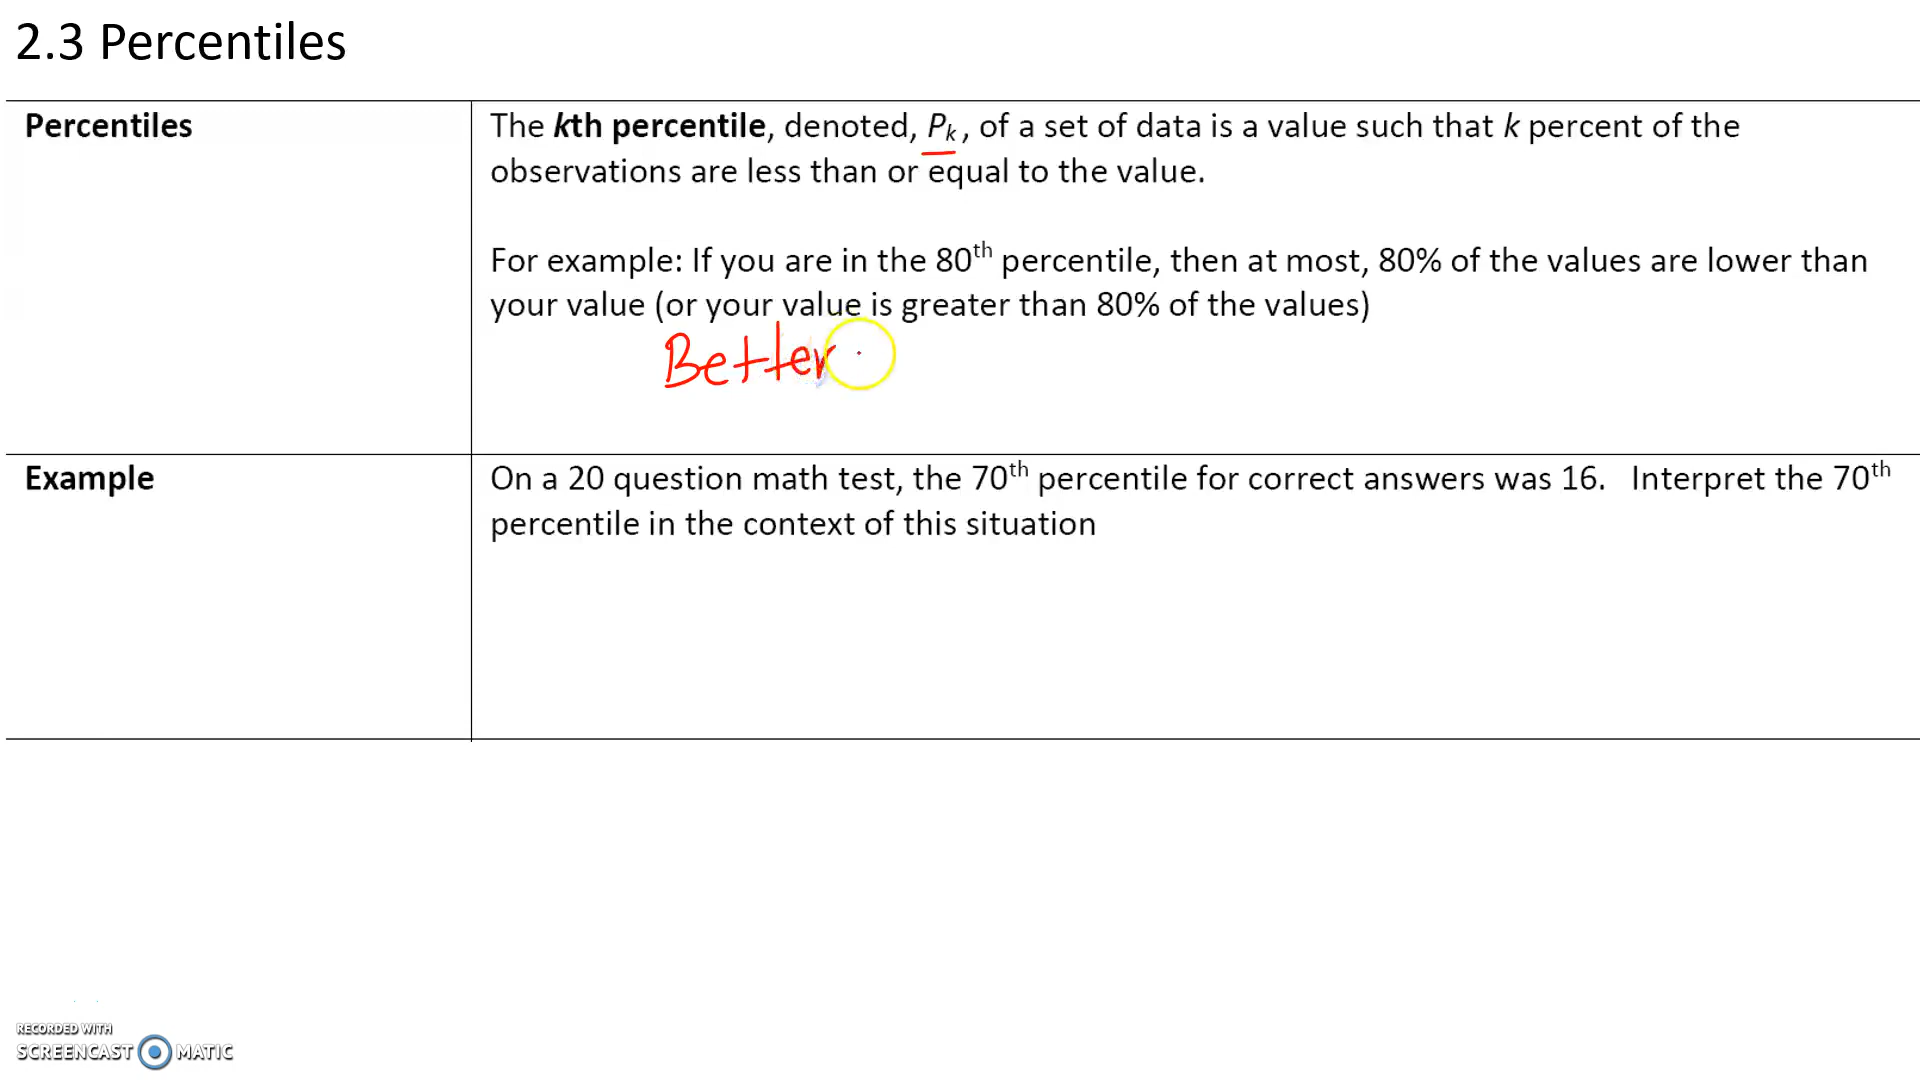 2.3 Percentiles
Percentiles
The kth percentile, denoted, Pk, of a set of data is a value such that k percent of the
observations are less than or equal to the value.
For example: If you are in the 80th percentile, then at most, 80% of the values are lower than
your value (or your value is greater than 80% of the values)
Better
Example
On a 20 question math test, the 70th percentile for correct answers was 16. Interpret the 70th
percentile in the context of this situation
RECORDED WITH
SCREENCAST MATIC